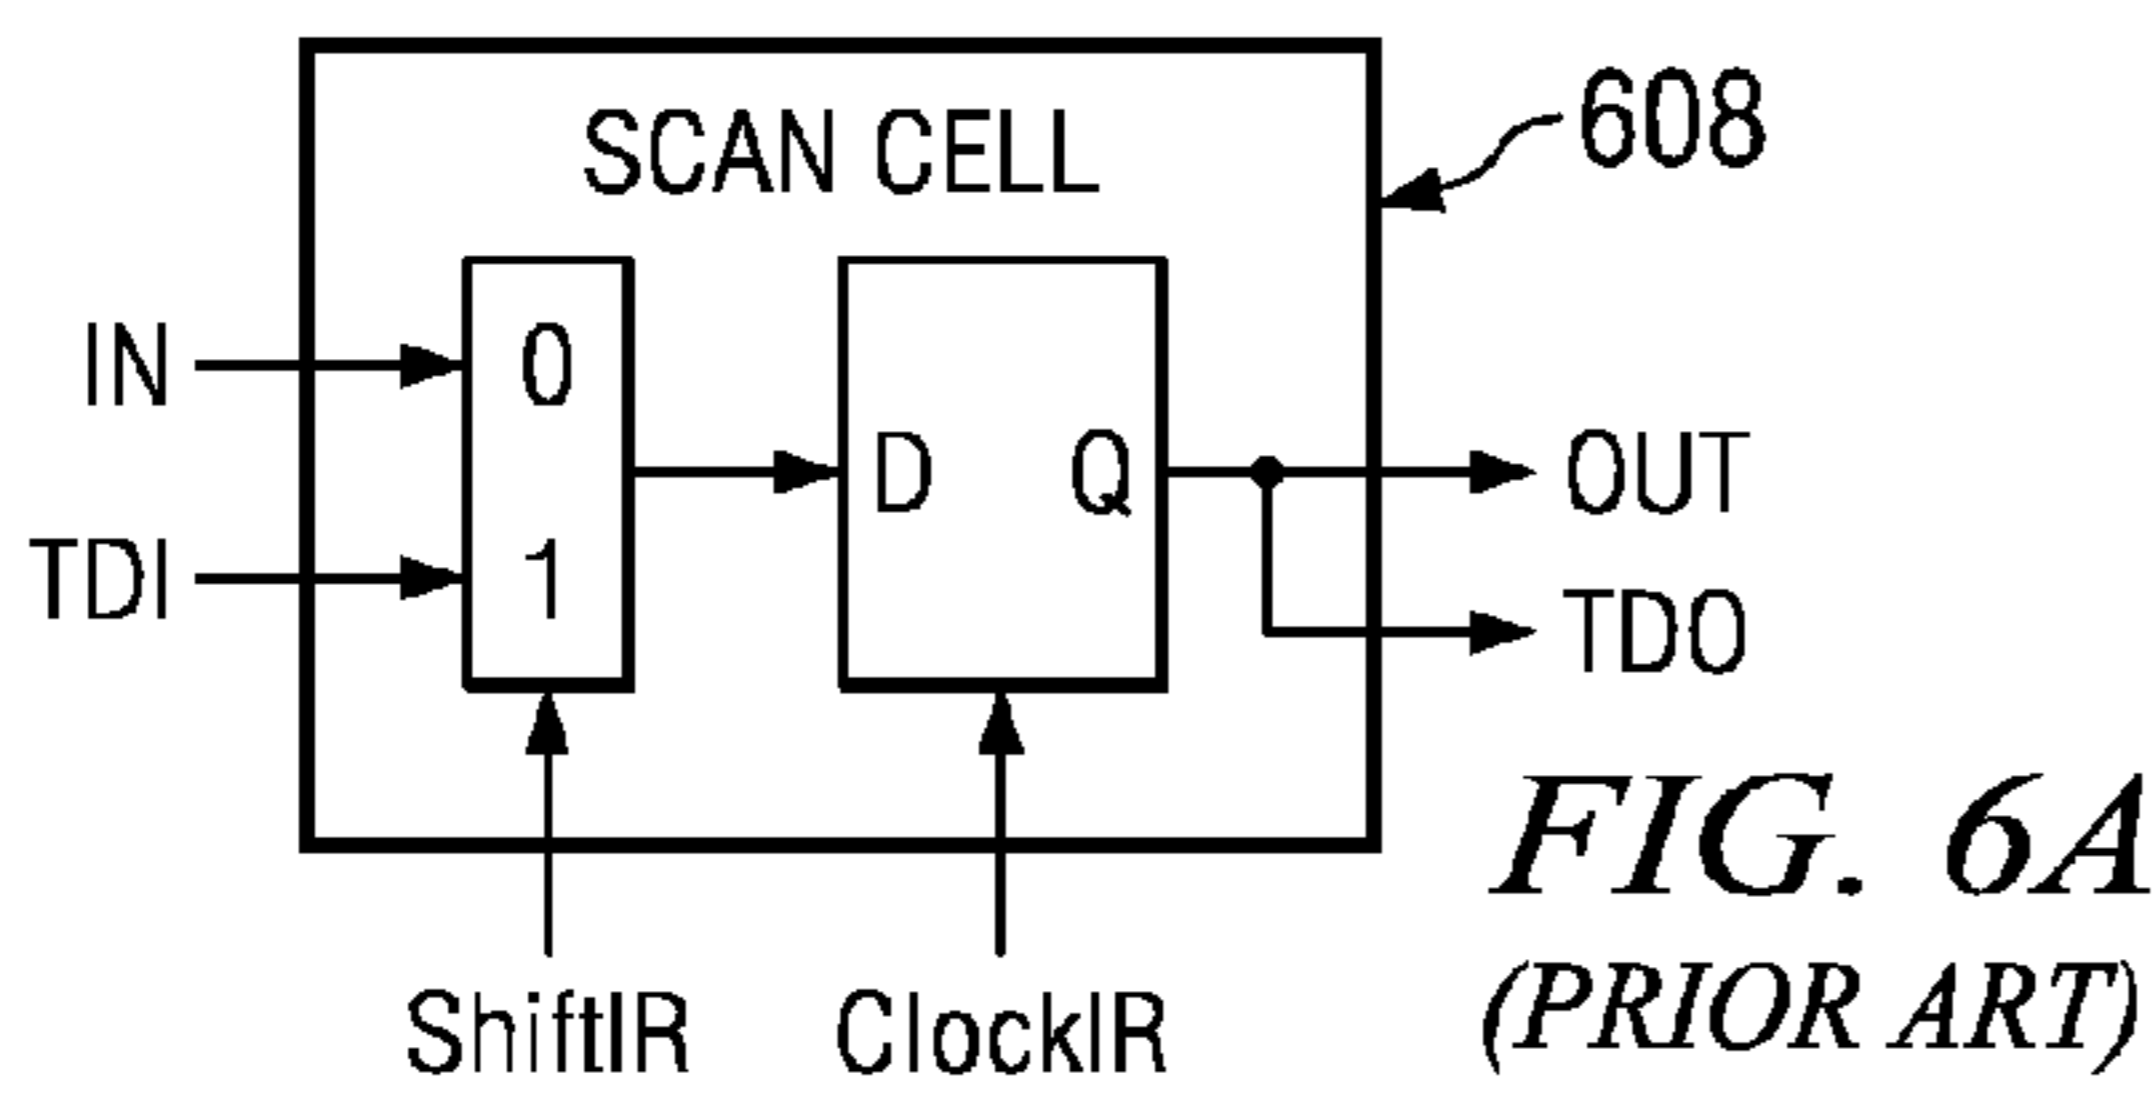 SCAN CELL
608
IN
0
D Q
OUT
TDI
1
TDO
ShiftIR
ClockIR
FIG. 6A
(PRIOR ART)